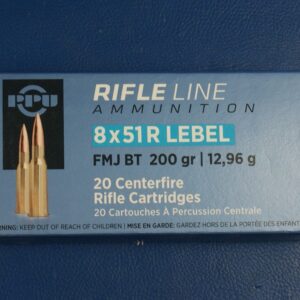 PPU
RIFLE LINE
AMMUNITION
8x51R LEBEL
FMJ BT 200 gr | 12,96 g
20 Centerfire
Rifle Cartridges
20 Cartouches À Percussion Centrale
WARNING: KEEP OUT OF REACH OF CHILDREN | MISE EN GARDE: GARDEZ HORS DE LA PORTÉE DES ENFANT